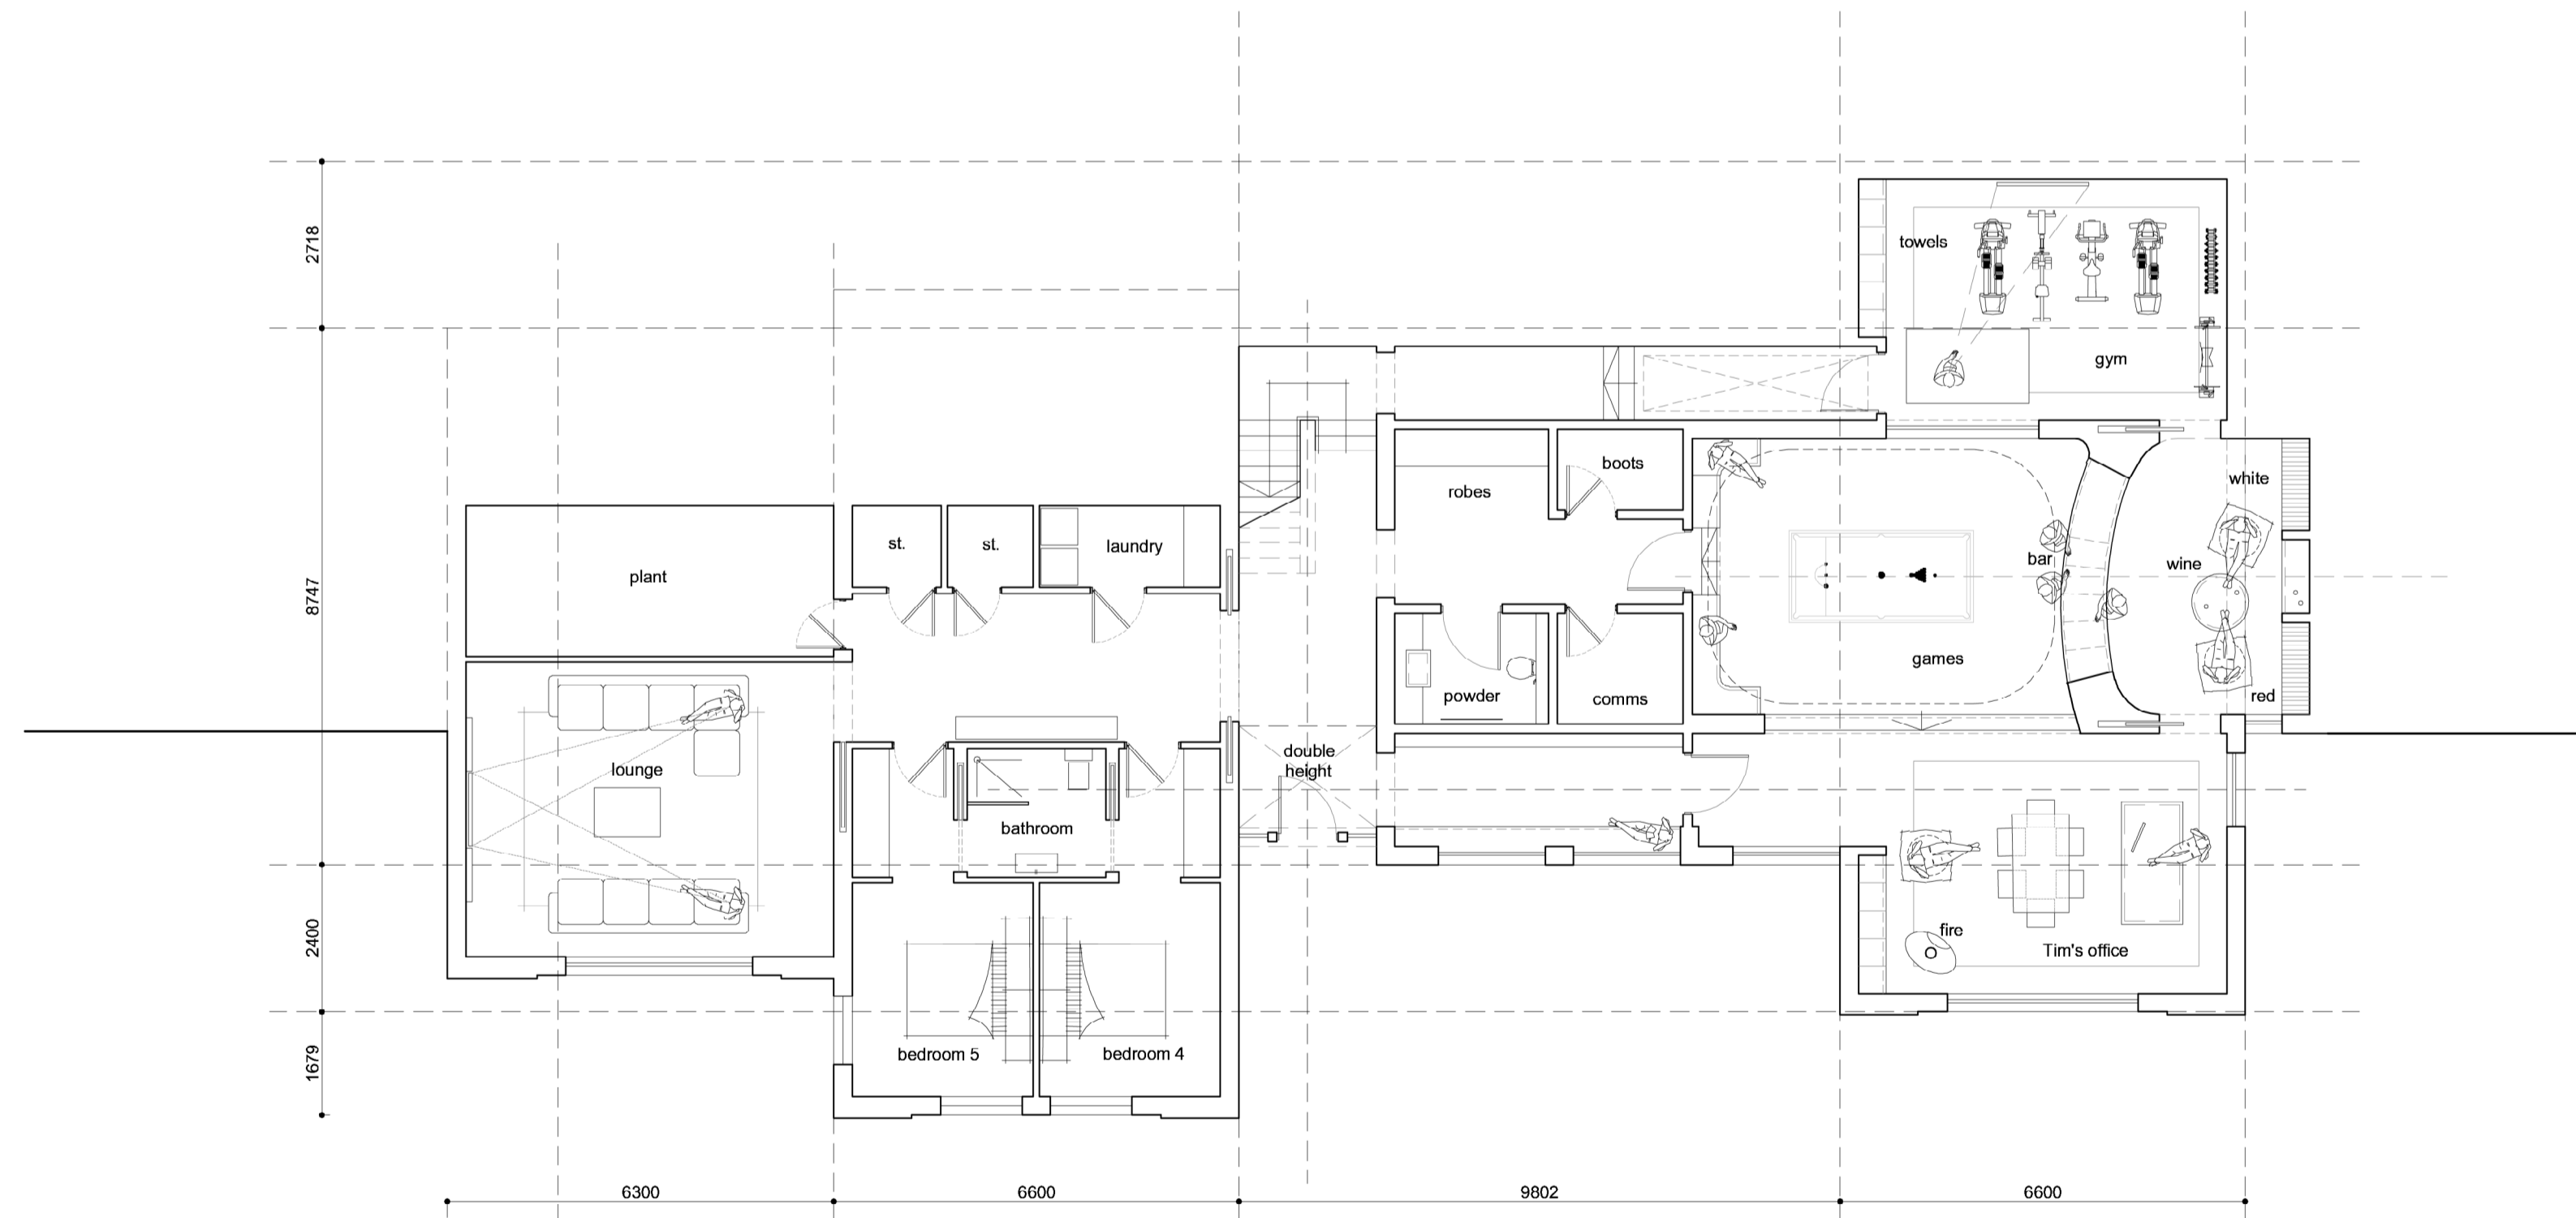 2718
towels
gym
boots
robes
white
st.
st.
laundry
bar
wine
plant
8747
games
powder
comms
red
double
height
lounge
bathroom
2400
fire
Tim's office
bedroom 5
bedroom 4
1679
6300
6600
9802
6600